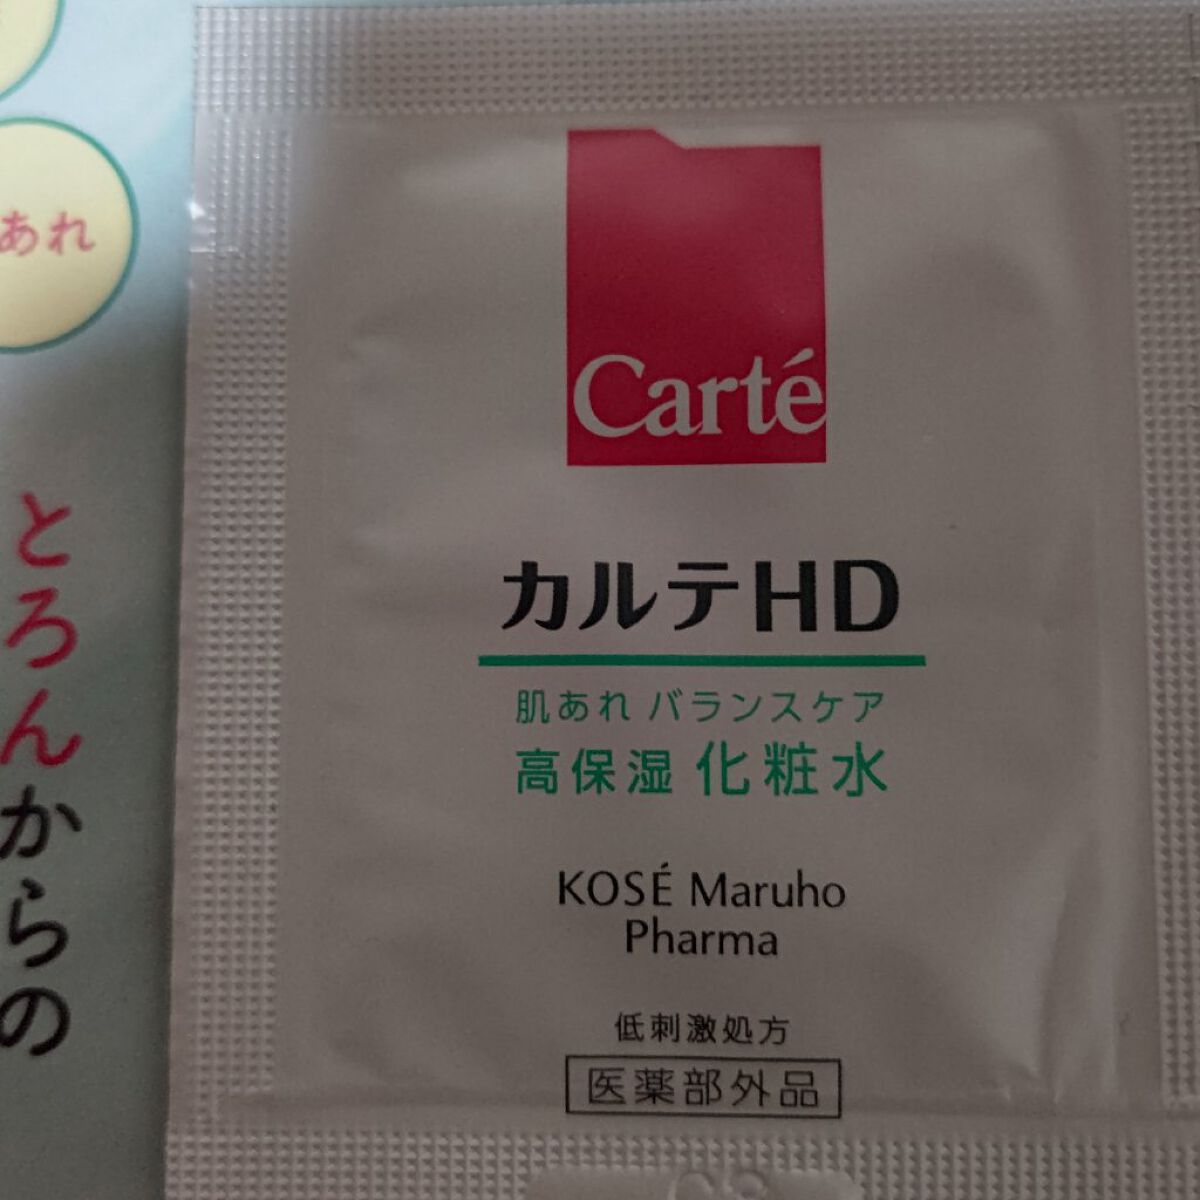 あれ
とろんからの
Carté
カルテHD
肌あれ バランスケア
高保湿 化粧水
KOSÉ Maruho
Pharma
低刺激処方
医薬部外品